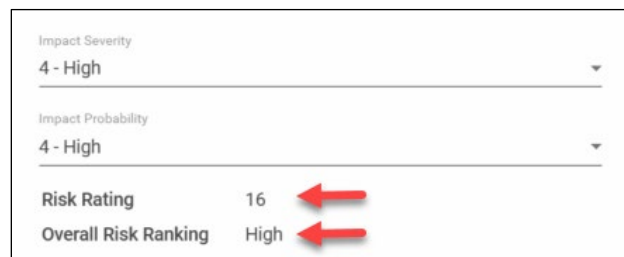 Impact Severity
4 - High
Impact Probability
4 - High
Risk Rating 16
Overall Risk Ranking High